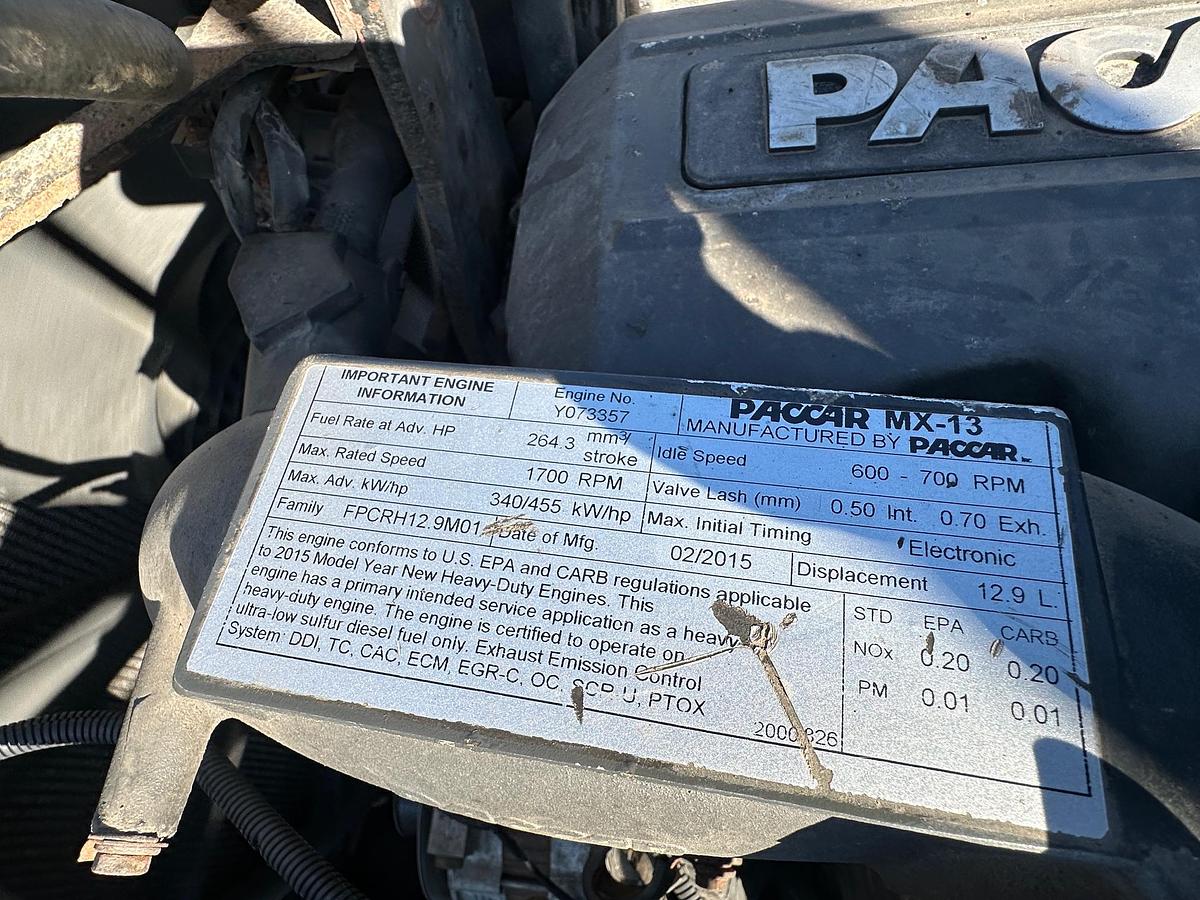 PAC
IMPORTANT ENGINE
INFORMATION
Engine No.
Y073357
PACCAR MX-13
MANUFACTURED BY PACCAR INC
Fuel Rate at Adv. HP 264.3 mm³/
stroke
Idle Speed 600 - 700 RPM
Max. Rated Speed 1700 RPM
Valve Lash (mm) 0.50 Int. 0.70 Exh.
Max. Adv. kW/hp 340/455 kW/hp
Max. Initial Timing Electronic
Family FPCRH12.9M01 Date of Mfg. 02/2015
Displacement 12.9 L.
This engine conforms to U.S. EPA and CARB regulations applicable
to 2015 Model Year New Heavy-Duty Engines. This
engine has a primary intended service application as a heavy
heavy-duty engine. The engine is certified to operate on
ultra-low sulfur diesel fuel only. Exhaust Emission Control
System: DDI, TC, CAC, ECM, EGR-C, OC, SCR-U, PTOX
STD EPA CARB
NOx 0.20 0.20
PM 0.01 0.01